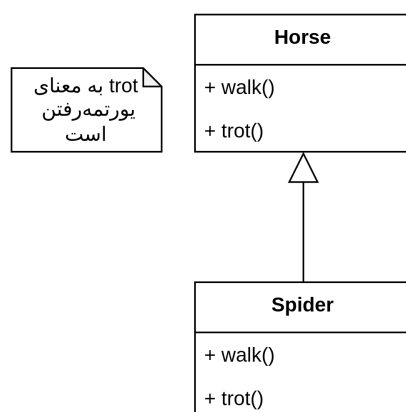 Horse
+ walk()
+ trot()
trot به معنای
یورتمه‌رفتن
است
Spider
+ walk()
+ trot()